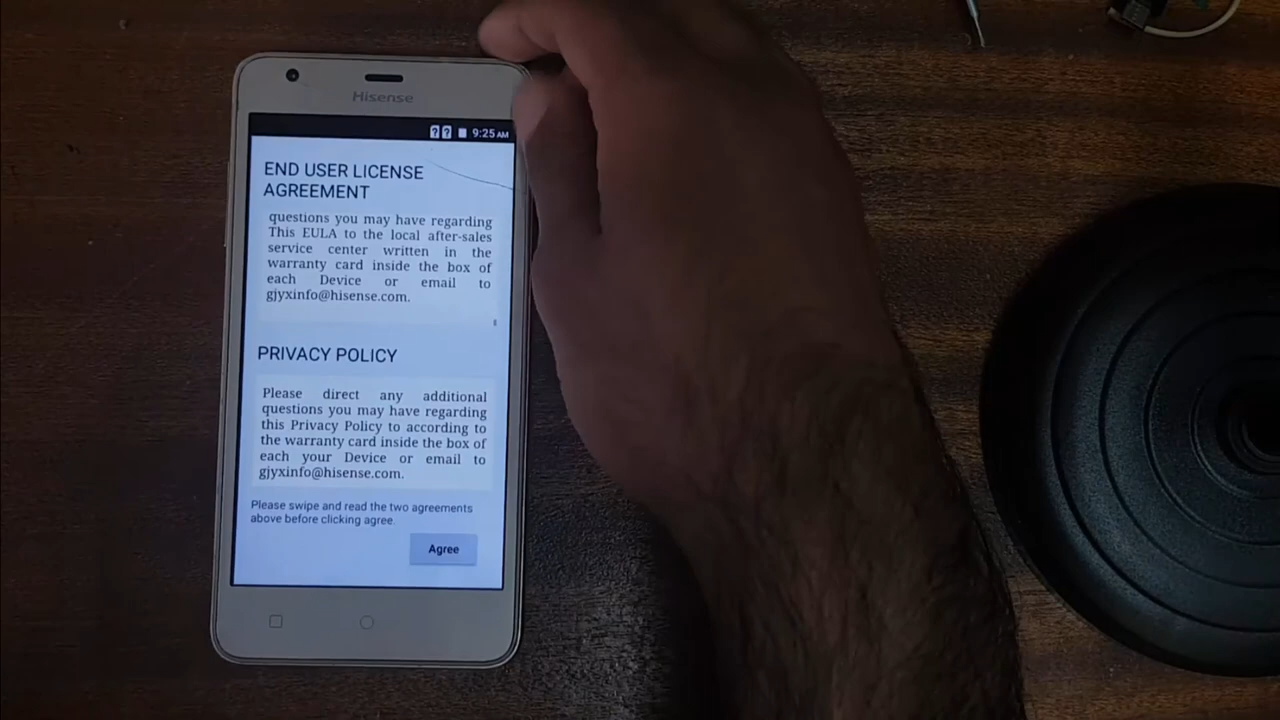 Hisense
9:25 AM
END USER LICENSE
AGREEMENT
questions you may have regarding
This EULA to the local after-sales
service center written in the
warranty card inside the box of
each Device or email to
gjyxinfo@hisense.com.
PRIVACY POLICY
Please direct any additional
questions you may have regarding
this Privacy Policy to according to
the warranty card inside the box of
each your Device or email to
gjyxinfo@hisense.com.
Please swipe and read the two agreements
above before clicking agree.
Agree